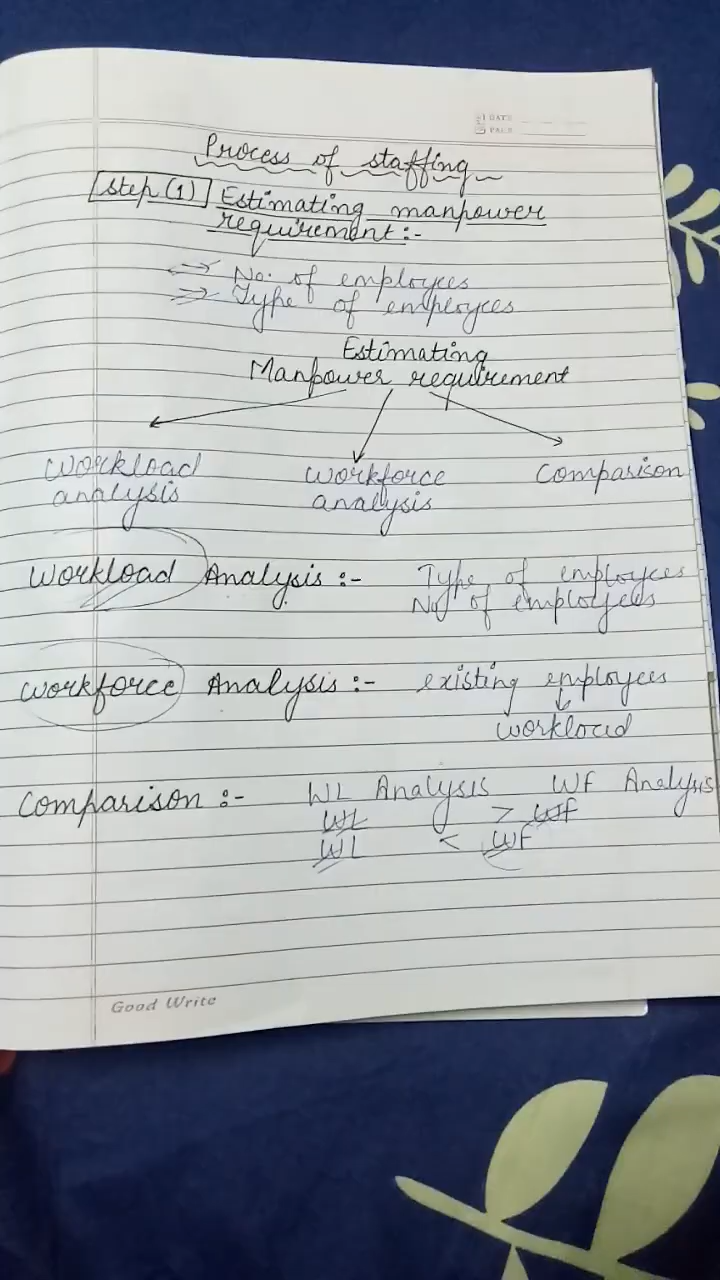 DATE
PAGE
Process of staffing
Step (1) Estimating manpower
requirement :-
⇒ No. of employees
⇒ Type of employees
Estimating
Manpower requirement
Workload
analysis
Workforce
analysis
Comparison
Workload Analysis :- Type of employees
No of employees
Workforce Analysis :- existing employees
↓
workload
Comparison :- WL Analysis WF Analysis
WL > WF
WL < WF
Good Write